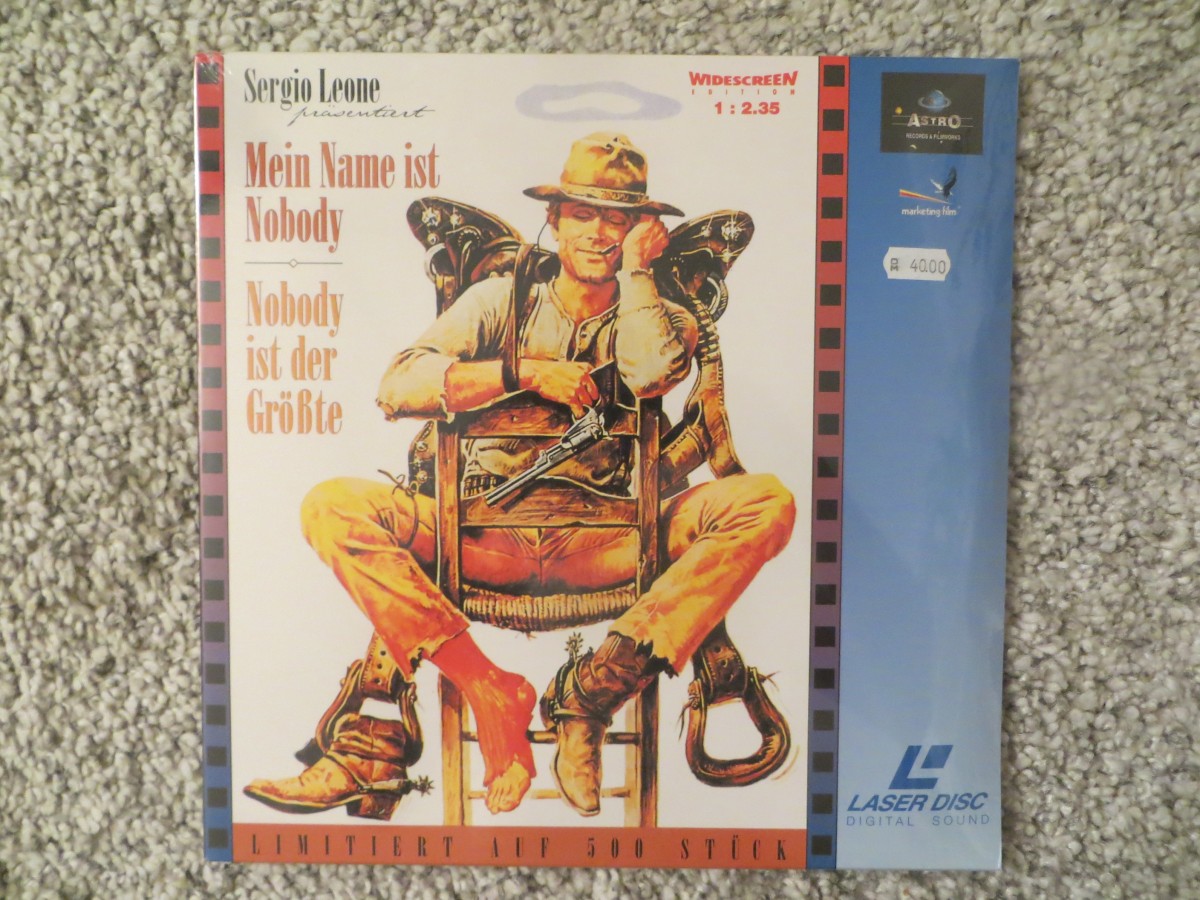 Sergio Leone
präsentiert
Mein Name ist
Nobody
Nobody
ist der
Größte
WIDESCREEN
EDITION
1 : 2.35
ASTRO
RECORDS & FILMWORKS
marketing film
40.00
LASER DISC
DIGITAL SOUND
LIMITIERT AUF 500 STÜCK